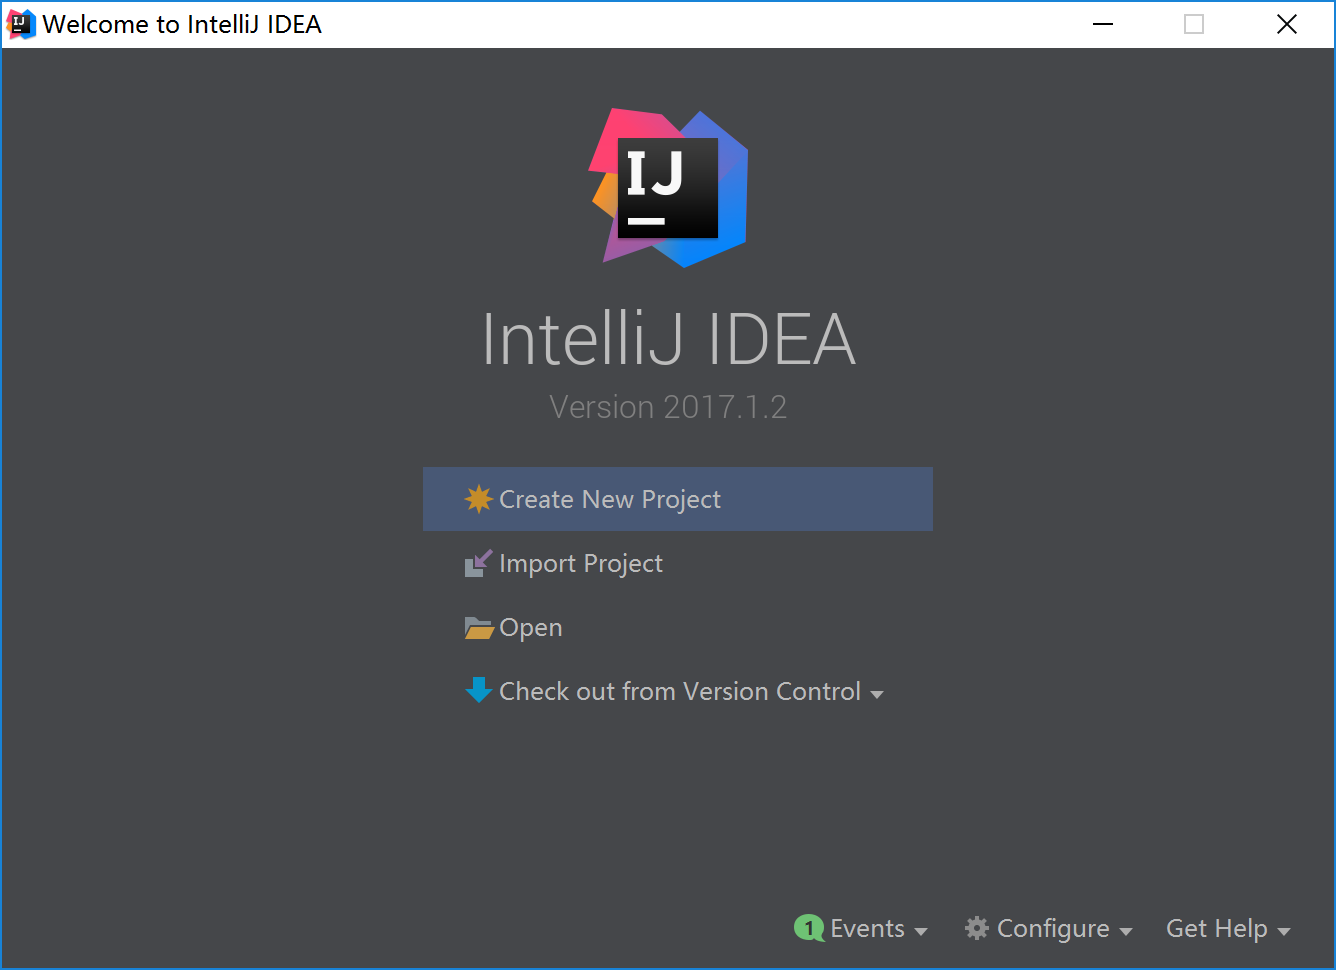 Welcome to IntelliJ IDEA
IJ
IntelliJ IDEA
Version 2017.1.2
Create New Project
Import Project
Open
Check out from Version Control
1 Events Configure Get Help